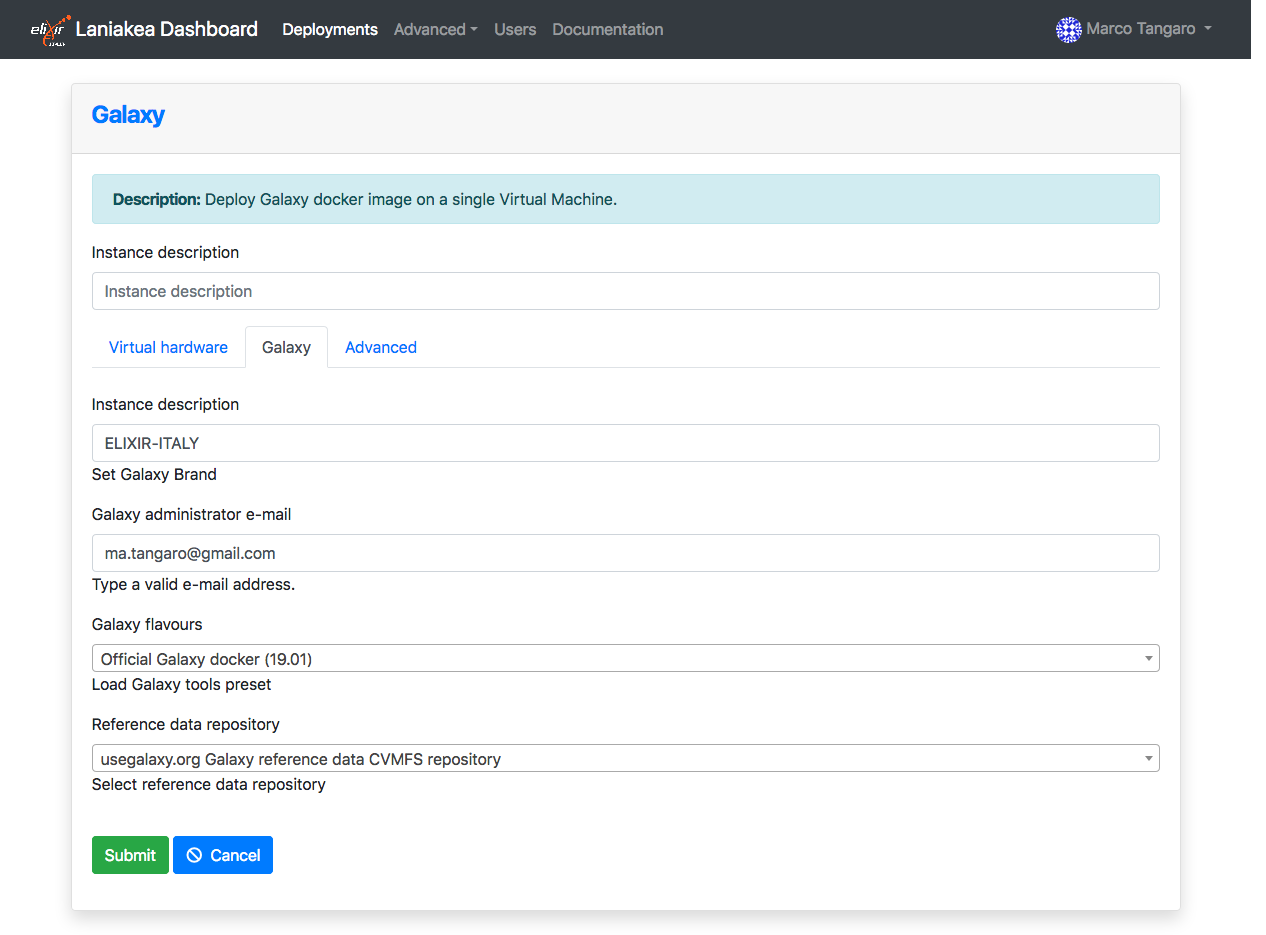 elixir ITALY Laniakea Dashboard Deployments Advanced Users Documentation Marco Tangaro
Galaxy
Description: Deploy Galaxy docker image on a single Virtual Machine.
Instance description
Instance description
Virtual hardware Galaxy Advanced
Instance description
ELIXIR-ITALY
Set Galaxy Brand
Galaxy administrator e-mail
ma.tangaro@gmail.com
Type a valid e-mail address.
Galaxy flavours
Official Galaxy docker (19.01)
Load Galaxy tools preset
Reference data repository
usegalaxy.org Galaxy reference data CVMFS repository
Select reference data repository
Submit Cancel